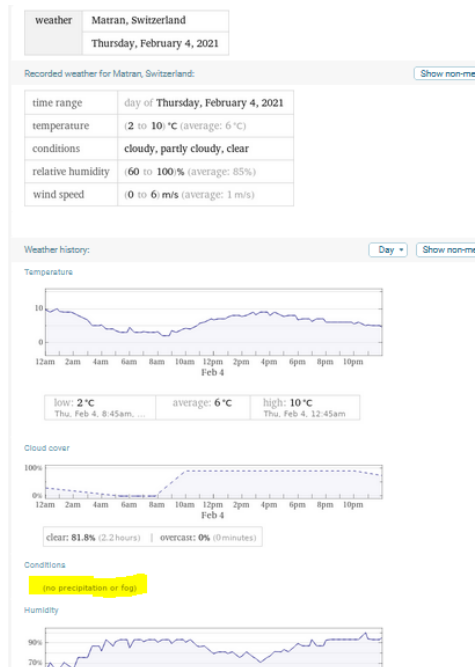 weather Matran, Switzerland
Thursday, February 4, 2021
Recorded weather for Matran, Switzerland: Show non-me
time range day of Thursday, February 4, 2021
temperature (2 to 10) °C (average: 6 °C)
conditions cloudy, partly cloudy, clear
relative humidity (60 to 100)% (average: 85%)
wind speed (0 to 6) m/s (average: 1 m/s)
Weather history: Day Show non-me
Temperature
10
0
12am 2am 4am 6am 8am 10am 12pm 2pm 4pm 6pm 8pm 10pm
Feb 4
low: 2 °C average: 6 °C high: 10 °C
Thu, Feb 4, 8:45am, ... Thu, Feb 4, 12:45am
Cloud cover
100%
0%
12am 2am 4am 6am 8am 10am 12pm 2pm 4pm 6pm 8pm 10pm
Feb 4
clear: 81.8% (2.2 hours) | overcast: 0% (0 minutes)
Conditions
(no precipitation or fog)
Humidity
90%
70%